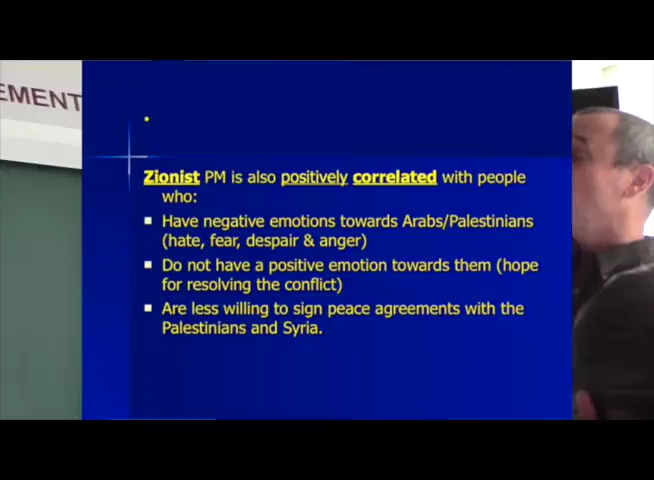 EMENT
Zionist PM is also positively correlated with people
who:
Have negative emotions towards Arabs/Palestinians
(hate, fear, despair & anger)
Do not have a positive emotion towards them (hope
for resolving the conflict)
Are less willing to sign peace agreements with the
Palestinians and Syria.